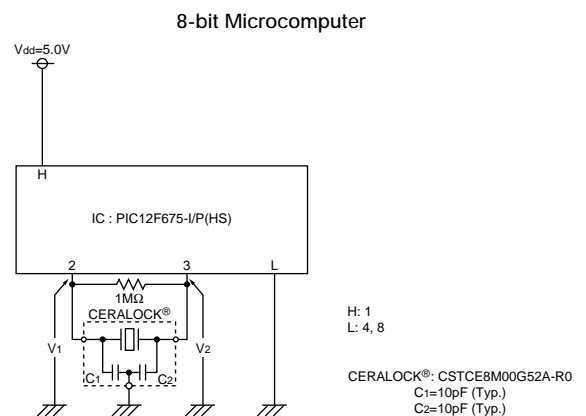 8-bit Microcomputer
Vdd=5.0V
H
IC : PIC12F675-I/P(HS)
2 3 L
1MΩ
CERALOCK®
V1 V2
C1 C2
H: 1
L: 4, 8
CERALOCK®: CSTCE8M00G52A-R0
C1=10pF (Typ.)
C2=10pF (Typ.)